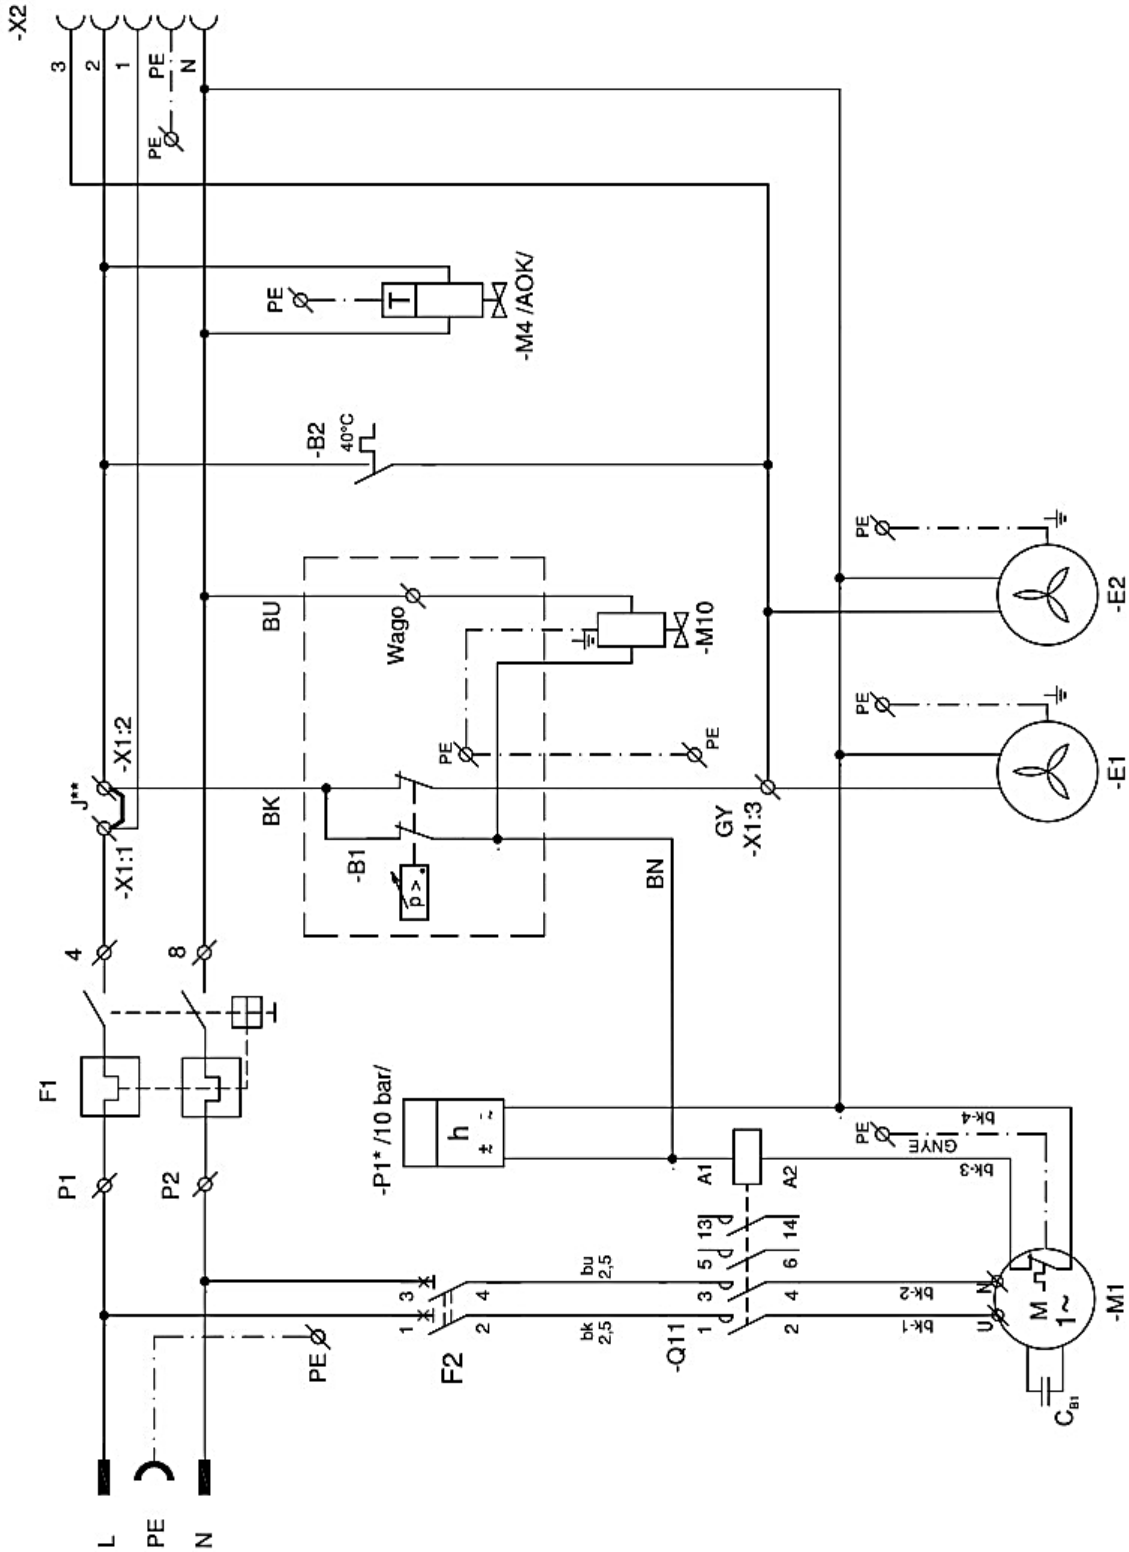 -X2
3
2
1
PE
N
PE
PE
T
-M4 /AOK/
-B2
40°C
J**
-X1:2
-X1:1
BU
Wago
BK
-M10
PE
PE
-B1
p >
GY
-X1:3
BN
PE
-E2
PE
-E1
4
8
F1
P1
P2
-P1* /10 bar/
h
± ~
PE
GNYE
bk-4
bk-3
A1
A2
13
14
5
6
3
4
1
2
-Q11
bu
2,5
bk
2,5
3
4
1
2
F2
PE
bk-2
bk-1
N
U
M
1~
-M1
CB1
L
PE
N